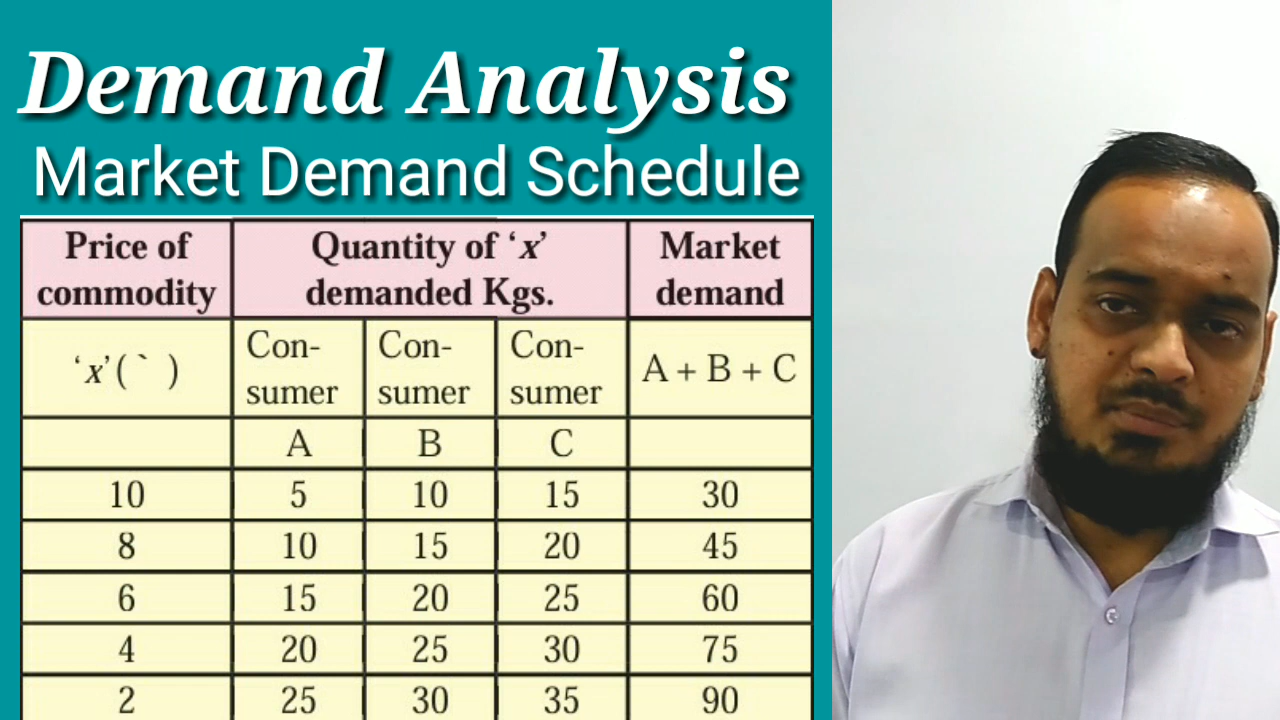 Demand Analysis
Market Demand Schedule
Price of commodity | Quantity of ‘x’ demanded Kgs. | Market demand
‘x’ ( ` ) | Con-sumer | Con-sumer | Con-sumer | A + B + C
A | B | C
10 | 5 | 10 | 15 | 30
8 | 10 | 15 | 20 | 45
6 | 15 | 20 | 25 | 60
4 | 20 | 25 | 30 | 75
2 | 25 | 30 | 35 | 90